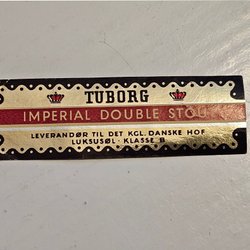 TUBORG
IMPERIAL DOUBLE STOUT
LEVERANDØR TIL DET KGL. DANSKE HOF
LUKSUSØL · KLASSE B